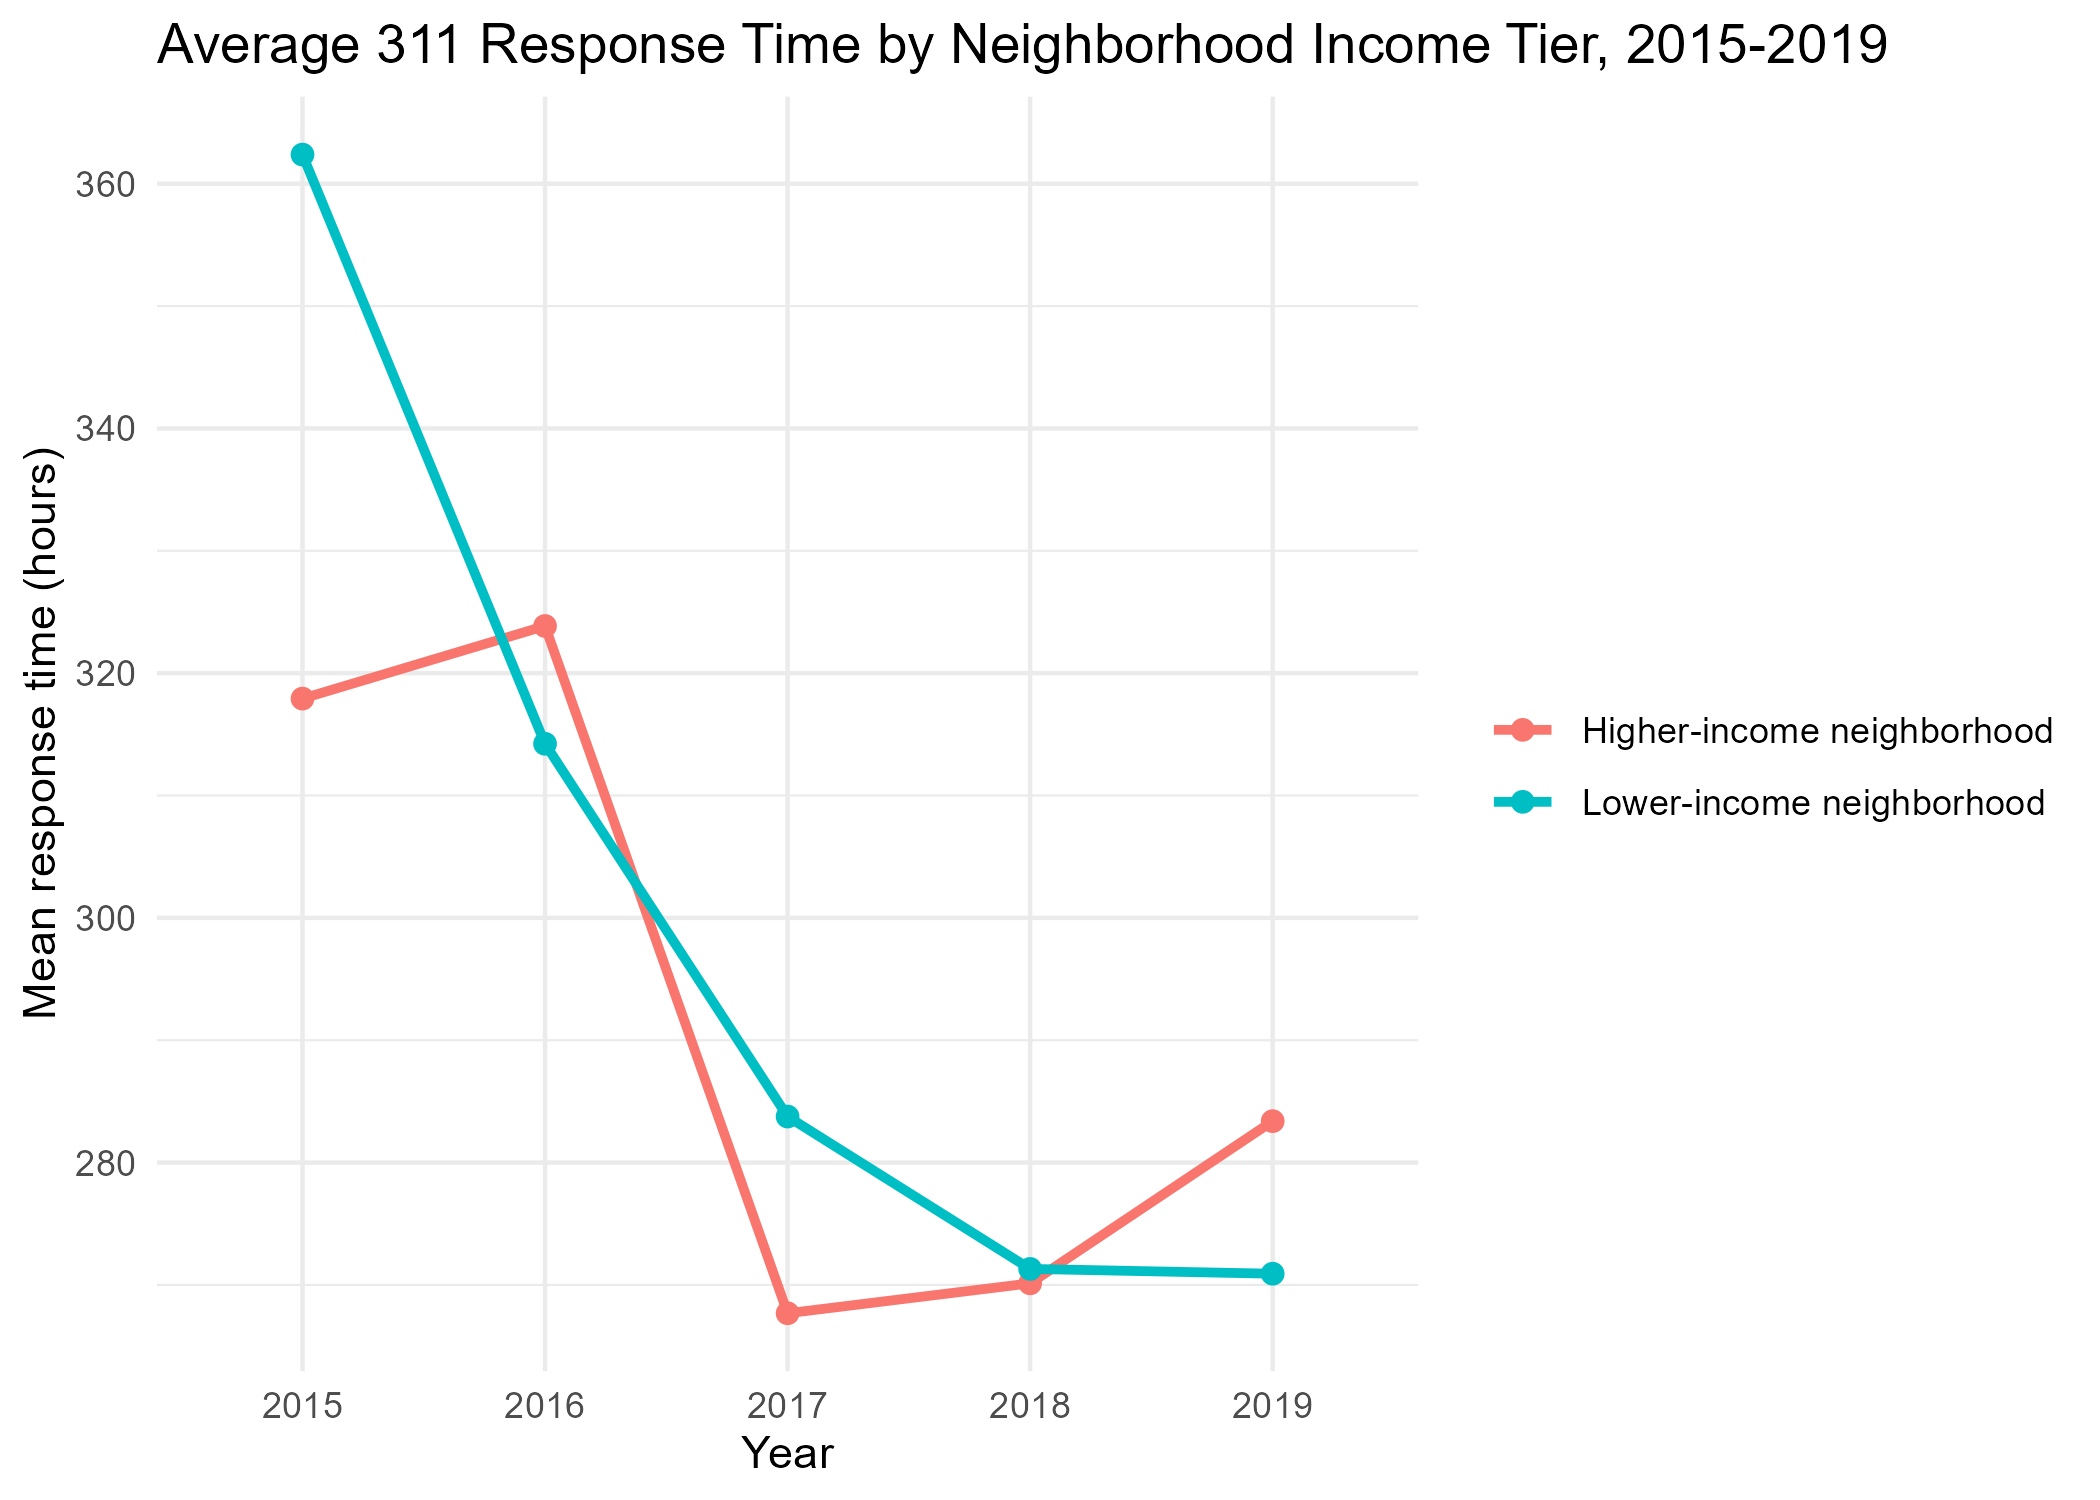 Average 311 Response Time by Neighborhood Income Tier, 2015-2019
Mean response time (hours)
360
340
320
300
280
2015 2016 2017 2018 2019
Year
Higher-income neighborhood
Lower-income neighborhood